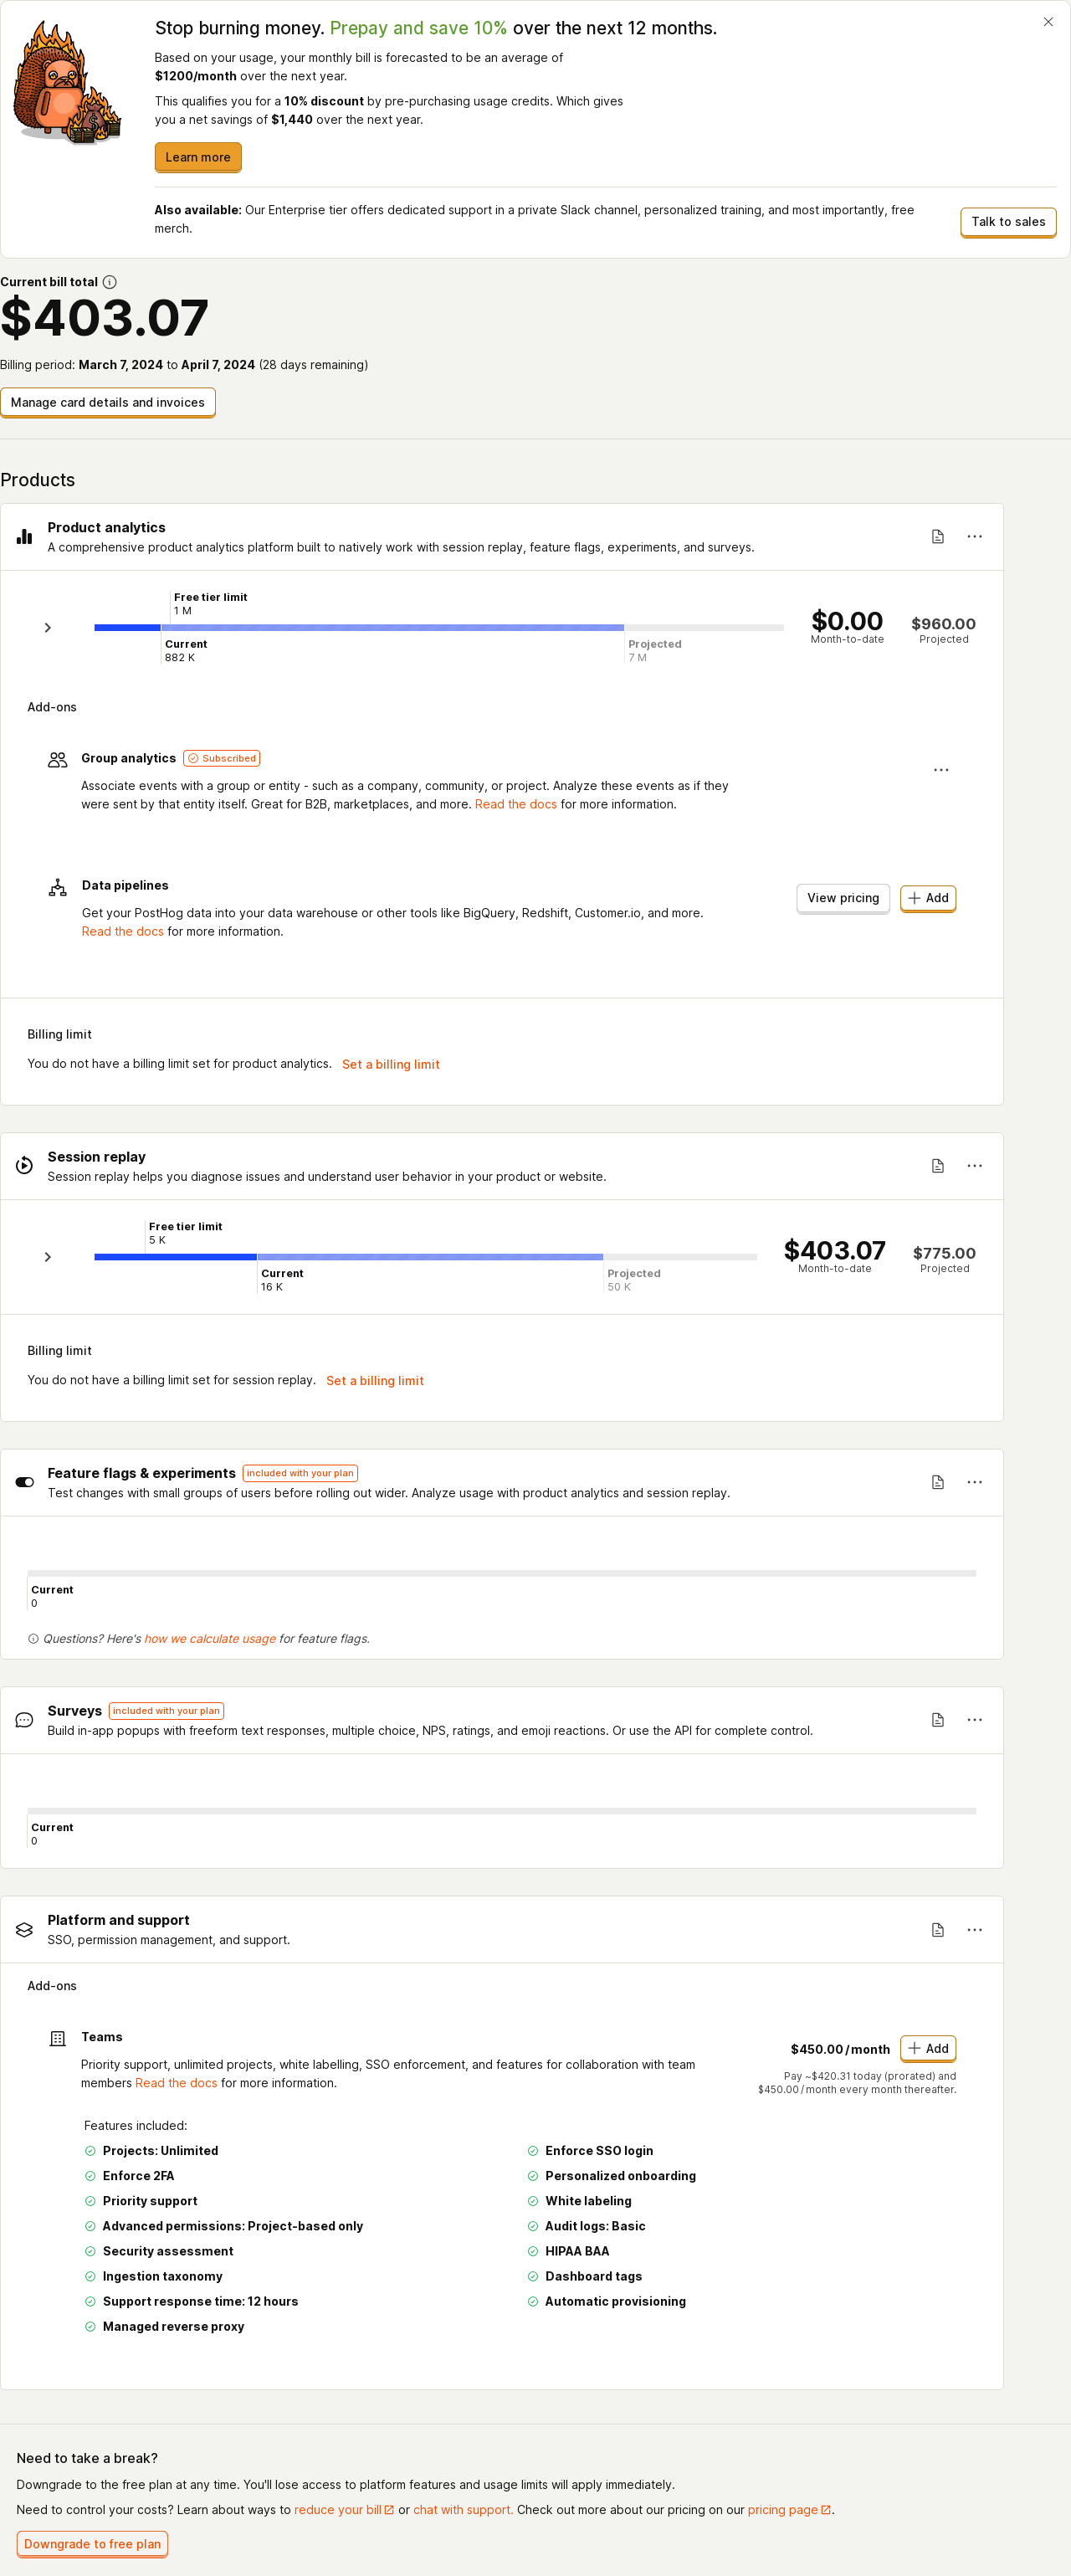 Stop burning money. Prepay and save 10% over the next 12 months.
Based on your usage, your monthly bill is forecasted to be an average of
$1200/month over the next year.
This qualifies you for a 10% discount by pre-purchasing usage credits. Which gives
you a net savings of $1,440 over the next year.
Learn more
Also available: Our Enterprise tier offers dedicated support in a private Slack channel, personalized training, and most importantly, free
merch.
Talk to sales
Current bill total
$403.07
Billing period: March 7, 2024 to April 7, 2024 (28 days remaining)
Manage card details and invoices
Products
Product analytics
A comprehensive product analytics platform built to natively work with session replay, feature flags, experiments, and surveys.
Free tier limit
1 M
Current
882 K
Projected
7 M
$0.00
Month-to-date
$960.00
Projected
Add-ons
Group analytics Subscribed
Associate events with a group or entity - such as a company, community, or project. Analyze these events as if they
were sent by that entity itself. Great for B2B, marketplaces, and more. Read the docs for more information.
Data pipelines
Get your PostHog data into your data warehouse or other tools like BigQuery, Redshift, Customer.io, and more.
Read the docs for more information.
View pricing
Add
Billing limit
You do not have a billing limit set for product analytics. Set a billing limit
Session replay
Session replay helps you diagnose issues and understand user behavior in your product or website.
Free tier limit
5 K
Current
16 K
Projected
50 K
$403.07
Month-to-date
$775.00
Projected
Billing limit
You do not have a billing limit set for session replay. Set a billing limit
Feature flags & experiments included with your plan
Test changes with small groups of users before rolling out wider. Analyze usage with product analytics and session replay.
Current
0
Questions? Here's how we calculate usage for feature flags.
Surveys included with your plan
Build in-app popups with freeform text responses, multiple choice, NPS, ratings, and emoji reactions. Or use the API for complete control.
Current
0
Platform and support
SSO, permission management, and support.
Add-ons
Teams
Priority support, unlimited projects, white labelling, SSO enforcement, and features for collaboration with team
members Read the docs for more information.
$450.00/month
Add
Pay ~$420.31 today (prorated) and
$450.00/month every month thereafter.
Features included:
Projects: Unlimited
Enforce SSO login
Enforce 2FA
Personalized onboarding
Priority support
White labeling
Advanced permissions: Project-based only
Audit logs: Basic
Security assessment
HIPAA BAA
Ingestion taxonomy
Dashboard tags
Support response time: 12 hours
Automatic provisioning
Managed reverse proxy
Need to take a break?
Downgrade to the free plan at any time. You'll lose access to platform features and usage limits will apply immediately.
Need to control your costs? Learn about ways to reduce your bill or chat with support. Check out more about our pricing on our pricing page.
Downgrade to free plan